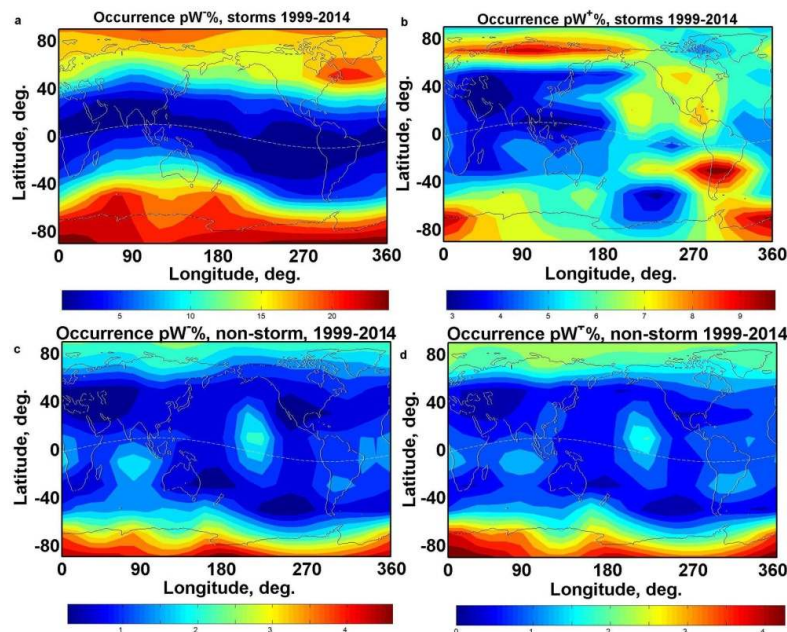 a
Occurrence pW-%, storms 1999-2014
80
40
0
-40
-80
Latitude, deg.
0 90 180 270 360
Longitude, deg.
5 10 15 20
b
Occurrence pW+%, storms 1999-2014
80
40
0
-40
-80
Latitude, deg.
0 90 180 270 360
Longitude, deg.
3 4 5 6 7 8 9
c
Occurrence pW-%, non-storm, 1999-2014
80
40
0
-40
-80
Latitude, deg.
0 90 180 270 360
Longitude, deg.
1 2 3 4
d
Occurrence pW+%, non-storm 1999-2014
80
40
0
-40
-80
Latitude, deg.
0 90 180 270 360
Longitude, deg.
0 1 2 3 4